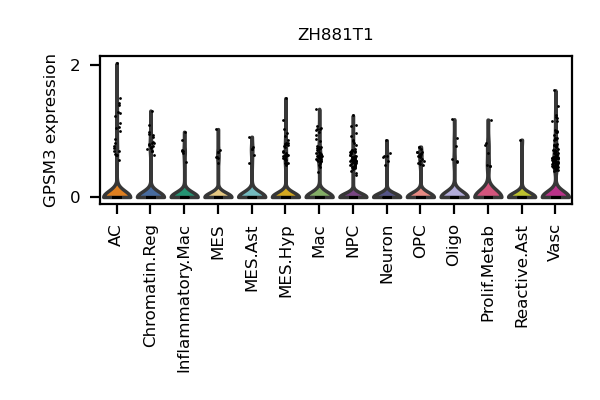 ZH881T1
GPSM3 expression
2
0
AC
Chromatin.Reg
Inflammatory.Mac
MES
MES.Ast
MES.Hyp
Mac
NPC
Neuron
OPC
Oligo
Prolif.Metab
Reactive.Ast
Vasc